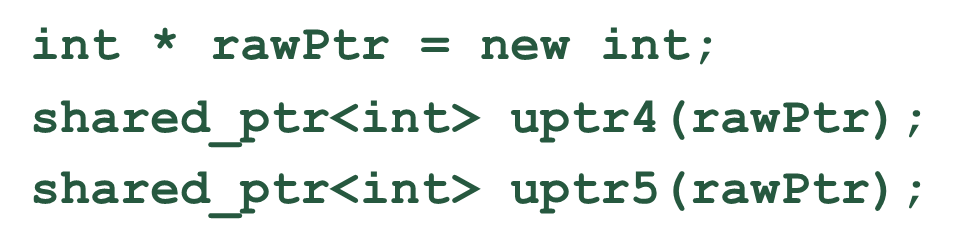 int * rawPtr = new int;
shared_ptr<int> uptr4(rawPtr);
shared_ptr<int> uptr5(rawPtr);